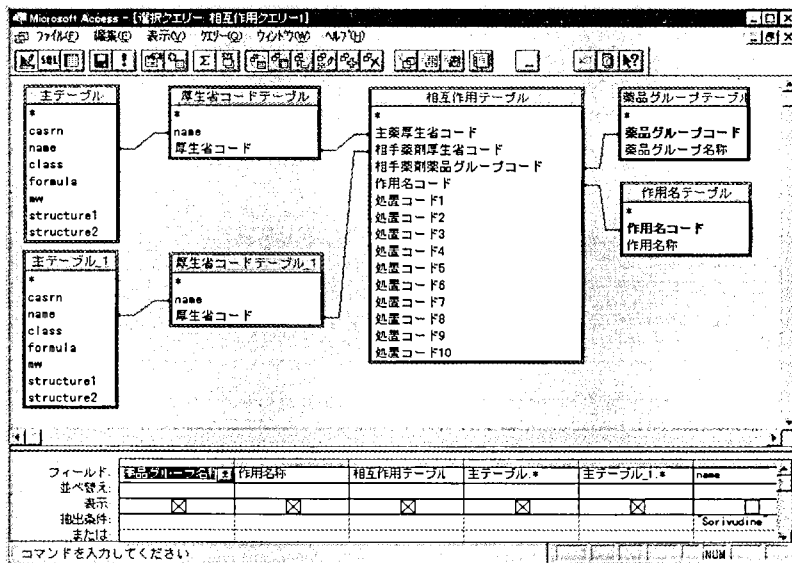 Microsoft Access - [選択クエリー: 相互作用クエリー1]
ファイル(F) 編集(E) 表示(V) クエリー(Q) ウィンドウ(W) ヘルプ(H)
SQL
主テーブル
*
casrn
name
class
formula
mw
structure1
structure2
厚生省コードテーブル
*
name
厚生省コード
相互作用テーブル
*
主薬厚生省コード
相手薬剤厚生省コード
相手薬剤薬品グループコード
作用名コード
処置コード1
処置コード2
処置コード3
処置コード4
処置コード5
処置コード6
処置コード7
処置コード8
処置コード9
処置コード10
薬品グループテーブル
*
薬品グループコード
薬品グループ名称
作用名テーブル
*
作用名コード
作用名称
主テーブル_1
*
casrn
name
class
formula
mw
structure1
structure2
厚生省コードテーブル_1
*
name
厚生省コード
フィールド: 薬品グループ名称 作用名称 相互作用テーブル 主テーブル.* 主テーブル_1.* name
並べ替え:
表示:
抽出条件: "Sorivudine"
または:
コマンドを入力してください
NUM